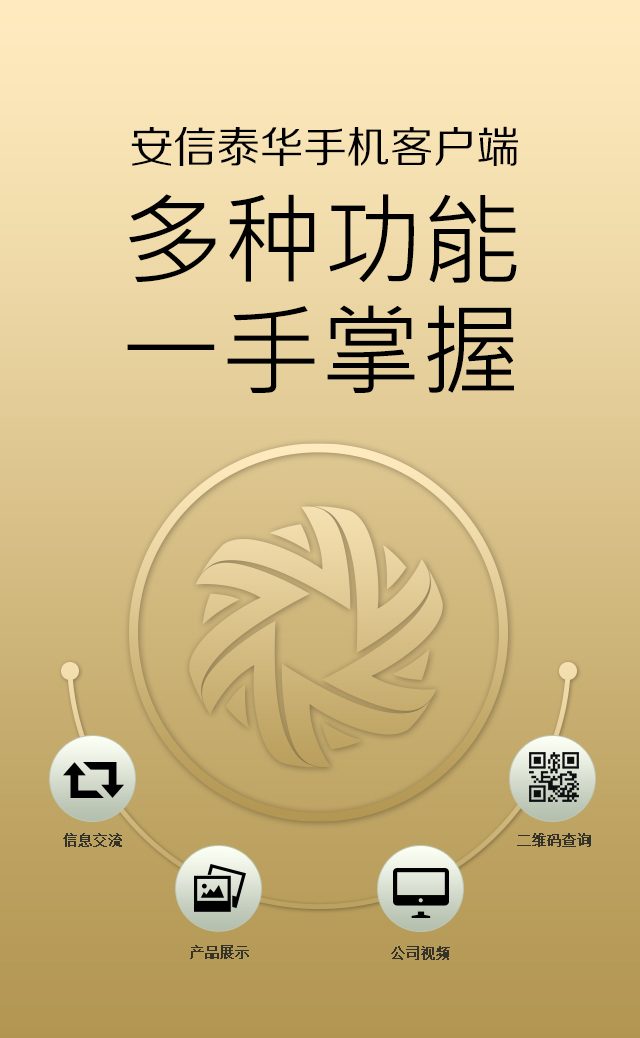 安信泰华手机客户端
多种功能
一手掌握
信息交流
二维码查询
产品展示
公司视频